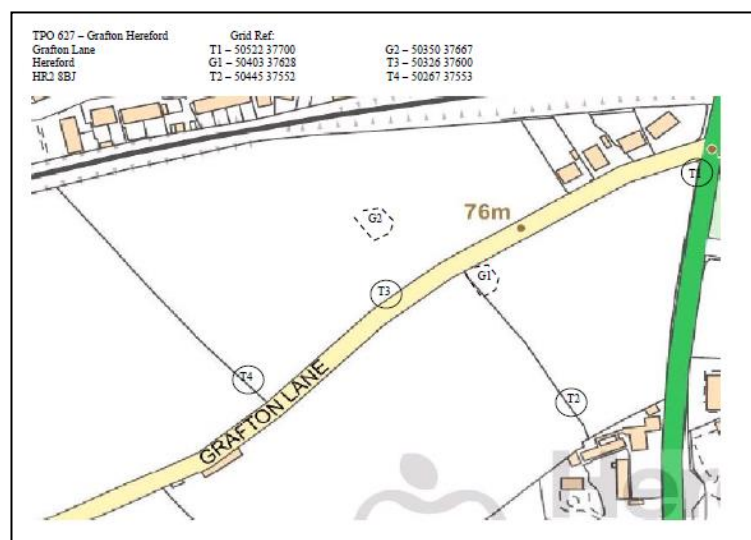 TPO 627 – Grafton Hereford
Grafton Lane
Hereford
HR2 8BJ
Grid Ref:
T1 – 50522 37700
G1 – 50403 37628
T2 – 50445 37552
G2 – 50350 37667
T3 – 50326 37600
T4 – 50267 37553
T1
G2
76m
G1
T3
T4
T2
GRAFTON LANE